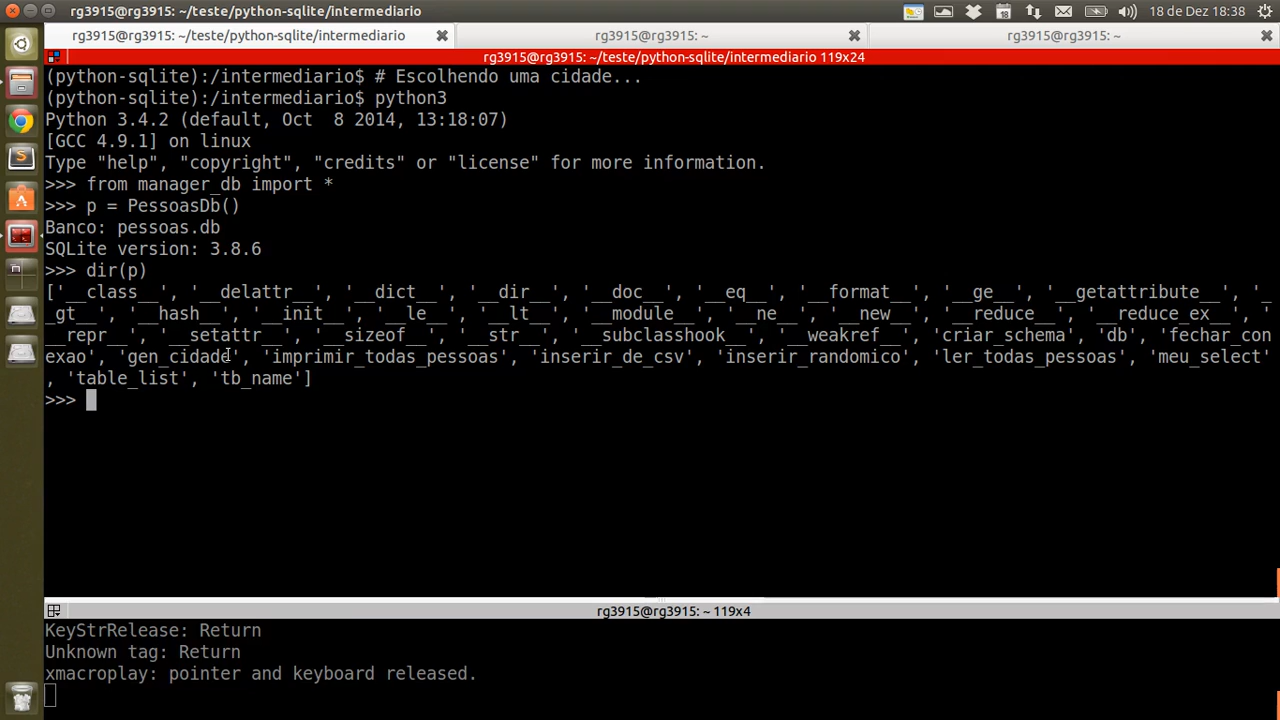 rg3915@rg3915: ~/teste/python-sqlite/intermediario
18 de Dez 18:38
rg3915@rg3915: ~/teste/python-sqlite/intermediario
rg3915@rg3915: ~
rg3915@rg3915: ~
rg3915@rg3915: ~/teste/python-sqlite/intermediario 119x24
(python-sqlite):/intermediario$ # Escolhendo uma cidade...
(python-sqlite):/intermediario$ python3
Python 3.4.2 (default, Oct  8 2014, 13:18:07)
[GCC 4.9.1] on linux
Type "help", "copyright", "credits" or "license" for more information.
>>> from manager_db import *
>>> p = PessoasDb()
Banco: pessoas.db
SQLite version: 3.8.6
>>> dir(p)
['__class__', '__delattr__', '__dict__', '__dir__', '__doc__', '__eq__', '__format__', '__ge__', '__getattribute__', '_
_gt__', '__hash__', '__init__', '__le__', '__lt__', '__module__', '__ne__', '__new__', '__reduce__', '__reduce_ex__', '
__repr__', '__setattr__', '__sizeof__', '__str__', '__subclasshook__', '__weakref__', 'criar_schema', 'db', 'fechar_con
exao', 'gen_cidade', 'imprimir_todas_pessoas', 'inserir_de_csv', 'inserir_randomico', 'ler_todas_pessoas', 'meu_select'
, 'table_list', 'tb_name']
>>>
rg3915@rg3915: ~ 119x4
KeyStrRelease: Return
Unknown tag: Return
xmacroplay: pointer and keyboard released.